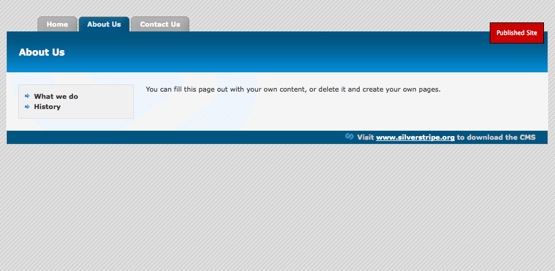 Home
About Us
Contact Us
Published Site
About Us
What we do
History
You can fill this page out with your own content, or delete it and create your own pages.
Visit www.silverstripe.org to download the CMS